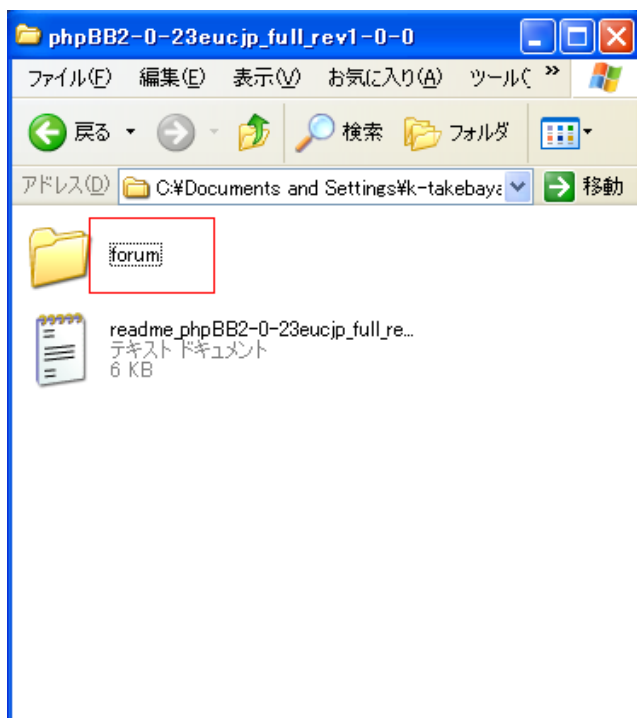 phpBB2-0-23eucjp_full_rev1-0-0
ファイル(F) 編集(E) 表示(V) お気に入り(A) ツール(
戻る 検索 フォルダ
アドレス(D) C:¥Documents and Settings¥k-takebaya 移動
forum
readme_phpBB2-0-23eucjp_full_re...
テキスト ドキュメント
6 KB